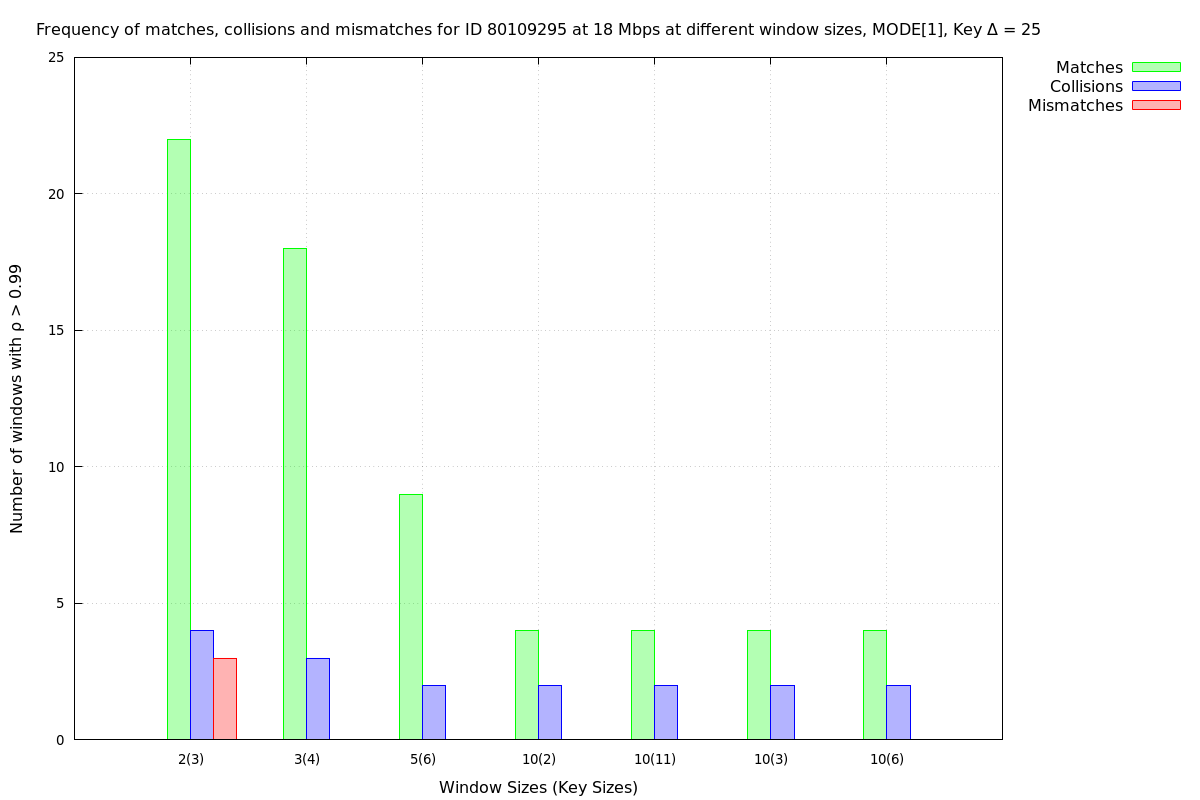 Frequency of matches, collisions and mismatches for ID 80109295 at 18 Mbps at different window sizes, MODE[1], Key Δ = 25
Matches
Collisions
Mismatches
Number of windows with ρ > 0.99
25
20
15
10
5
0
2(3) 3(4) 5(6) 10(2) 10(11) 10(3) 10(6)
Window Sizes (Key Sizes)